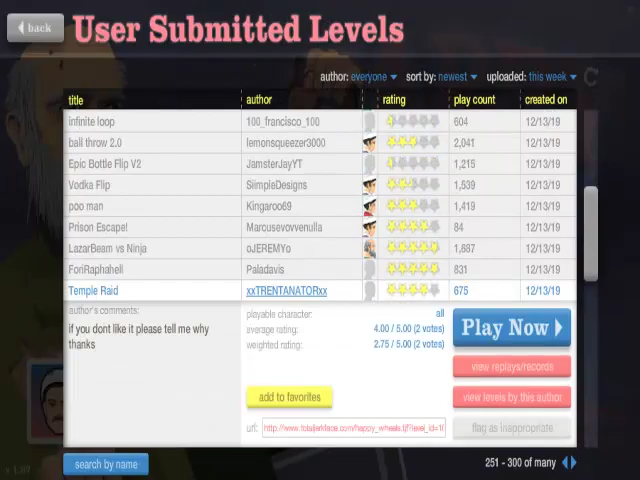 back
User Submitted Levels
author: everyone sort by: newest uploaded: this week
title author rating play count created on
infinite loop 100_francisco_100 604 12/13/19
ball throw 2.0 lemonsquezer3000 2,041 12/13/19
Epic Bottle Flip V2 JamsterJayYT 1,215 12/13/19
Vodka Flip SiimpleDesigns 1,539 12/13/19
poo man Kingaroo69 1,419 12/13/19
Prison Escape! Marcusevovvenulla 84 12/13/19
LazarBeam vs Ninja oJEREMYo 1,687 12/13/19
ForiRaphahell Paladavis 831 12/13/19
Temple Raid xxTRENTANATORxx 675 12/13/19
author's comments:
if you dont like it please tell me why
thanks
playable character: all
average rating: 4.00 / 5.00 (2 votes)
weighted rating: 2.75 / 5.00 (2 votes)
Play Now
view replays/records
add to favorites
view levels by this author
url: http://www.totaljerkface.com/happy_wheels.tjf?level_id=1
flag as inappropriate
search by name
251 - 300 of many